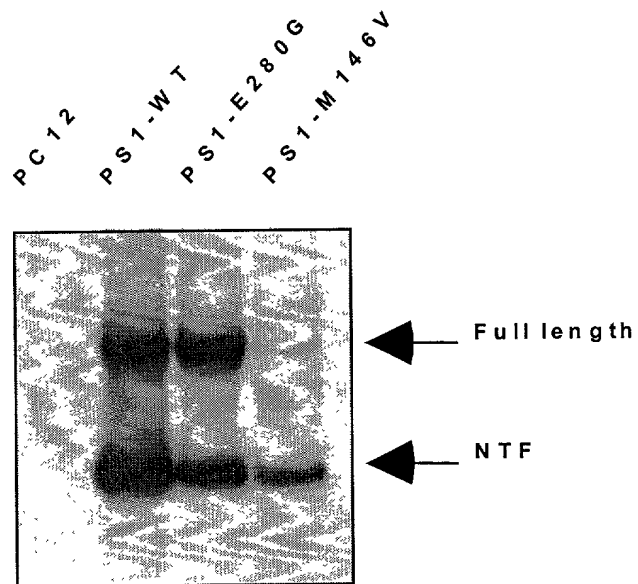 PC12
PS1-WT
PS1-E280G
PS1-M146V
Full length
NTF